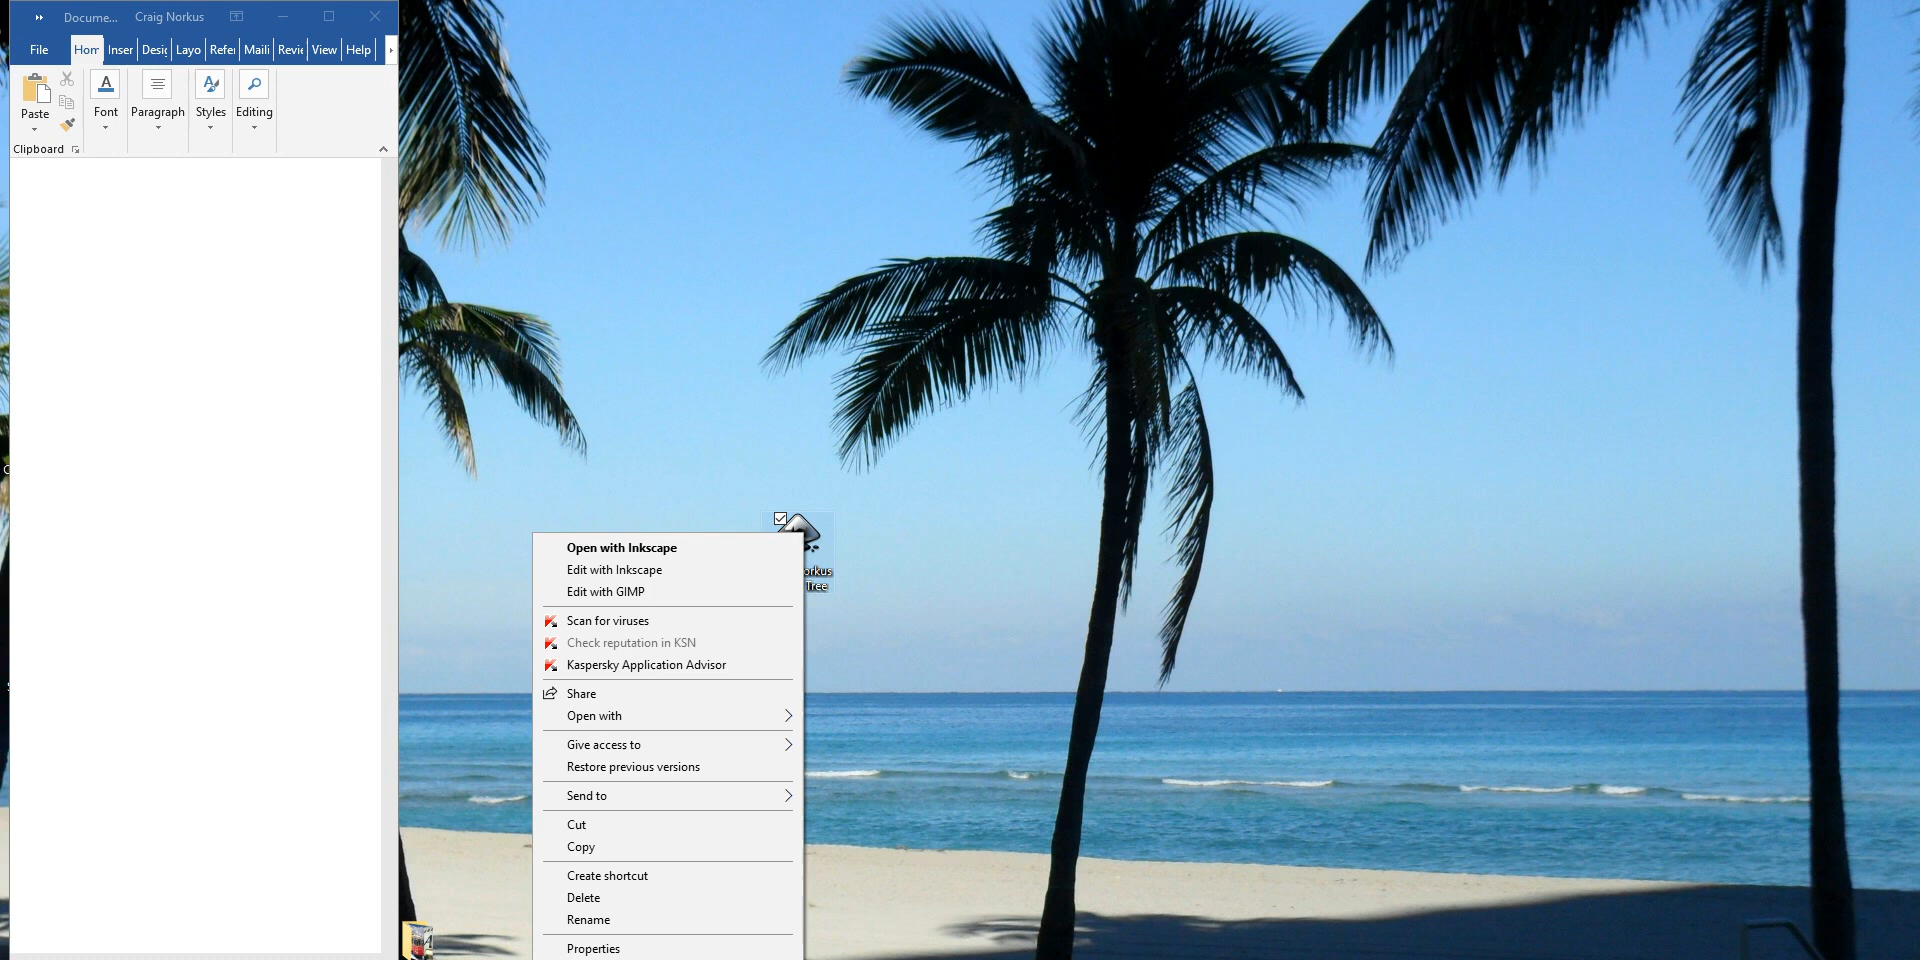 Docume... Craig Norkus
File Hom Inser Desig Layo Refer Maili Revie View Help
Paste Font Paragraph Styles Editing
Clipboard
Open with Inkscape
Edit with Inkscape
Edit with GIMP
Scan for viruses
Check reputation in KSN
Kaspersky Application Advisor
Share
Open with
Give access to
Restore previous versions
Send to
Cut
Copy
Create shortcut
Delete
Rename
Properties
orkus
Tree